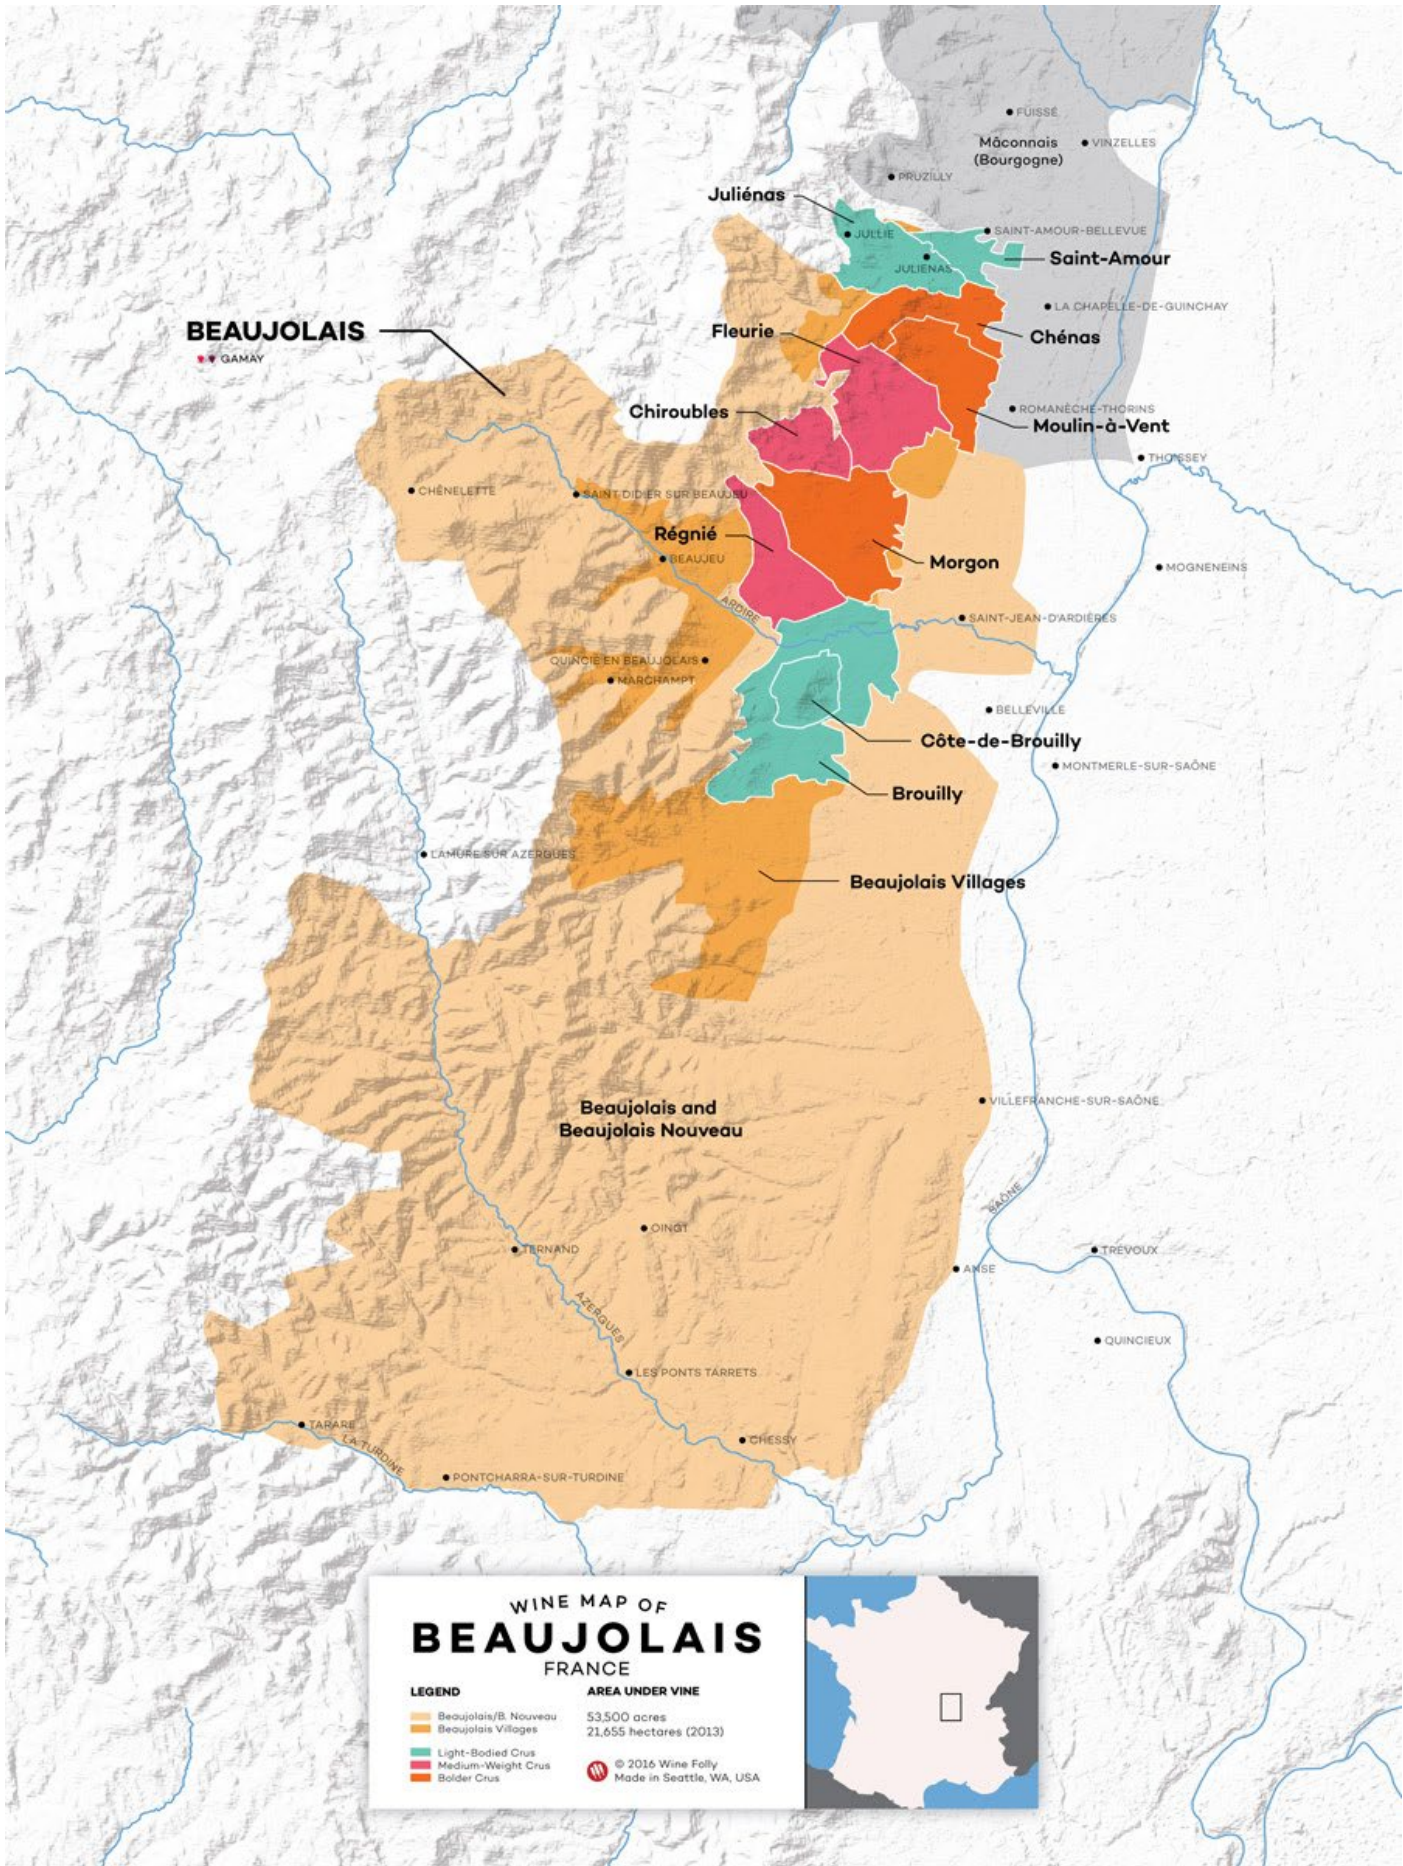 FUISSÉ
Mâconnais
(Bourgogne)
VINZELLES
PRUZILLY
Juliénas
JULLIE
SAINT-AMOUR-BELLEVUE
JULIENAS
Saint-Amour
LA CHAPELLE-DE-GUINCHAY
BEAUJOLAIS
GAMAY
Fleurie
Chénas
Chiroubles
ROMANÈCHE-THORINS
Moulin-à-Vent
THOISSEY
CHÊNELETTE
SAINT DIDIER SUR BEAUJEU
Régnié
BEAUJEU
Morgon
MOGNENEINS
ARDIRE
SAINT-JEAN-D'ARDIÈRES
QUINCIE EN BEAUJOLAIS
MARCHAMPT
BELLEVILLE
Côte-de-Brouilly
MONTMERLE-SUR-SAÔNE
Brouilly
LAMURE SUR AZERGUES
Beaujolais Villages
VILLEFRANCHE-SUR-SAÔNE
Beaujolais and
Beaujolais Nouveau
SAÔNE
OINGT
TERNAND
TRÉVOUX
ANSE
AZERGUES
QUINCIEUX
LES PONTS TARRETS
TARARE
LA TURDINE
CHESSY
PONTCHARRA-SUR-TURDINE
WINE MAP OF
BEAUJOLAIS
FRANCE
LEGEND
Beaujolais/B. Nouveau
Beaujolais Villages
Light-Bodied Crus
Medium-Weight Crus
Bolder Crus
AREA UNDER VINE
53,500 acres
21,655 hectares (2013)
© 2016 Wine Folly
Made in Seattle, WA, USA